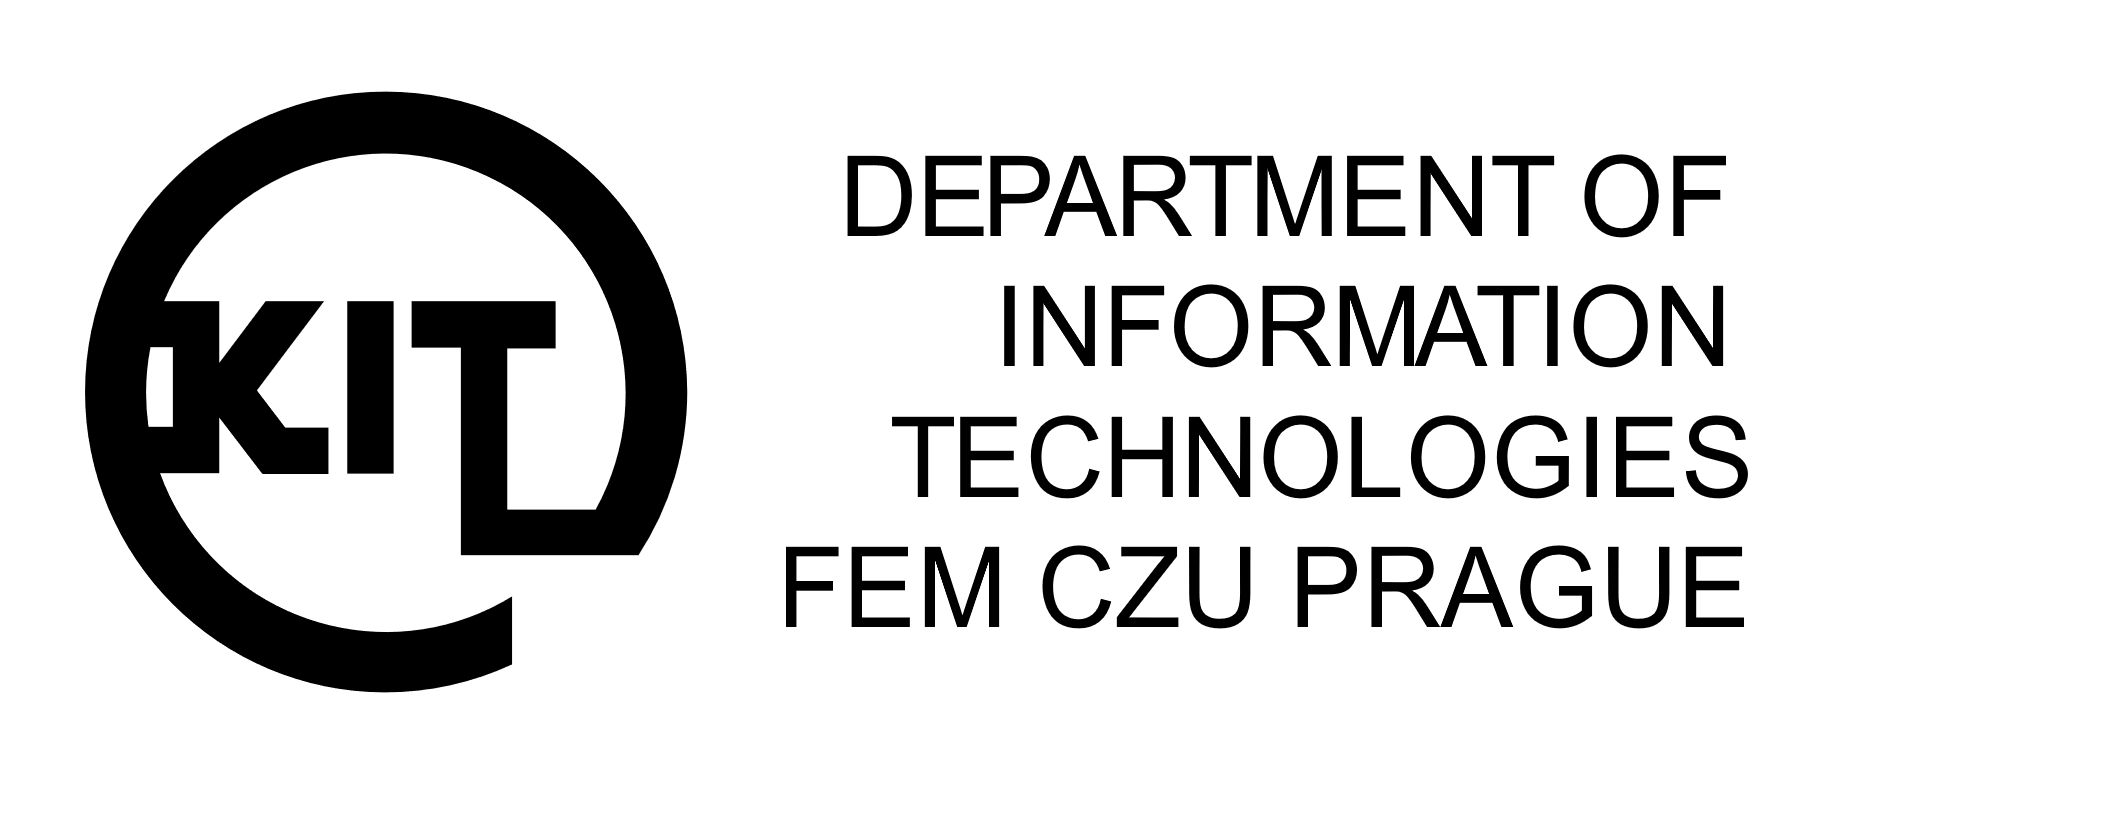 KIT
DEPARTMENT OF
INFORMATION
TECHNOLOGIES
FEM CZU PRAGUE